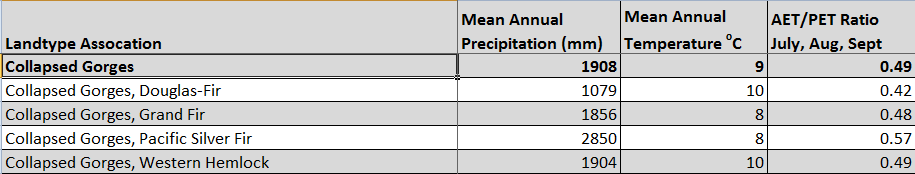 Landtype Assocation Mean Annual Precipitation (mm) Mean Annual Temperature °C AET/PET Ratio July, Aug, Sept
Collapsed Gorges 1908 9 0.49
Collapsed Gorges, Douglas-Fir 1079 10 0.42
Collapsed Gorges, Grand Fir 1856 8 0.48
Collapsed Gorges, Pacific Silver Fir 2850 8 0.57
Collapsed Gorges, Western Hemlock 1904 10 0.49